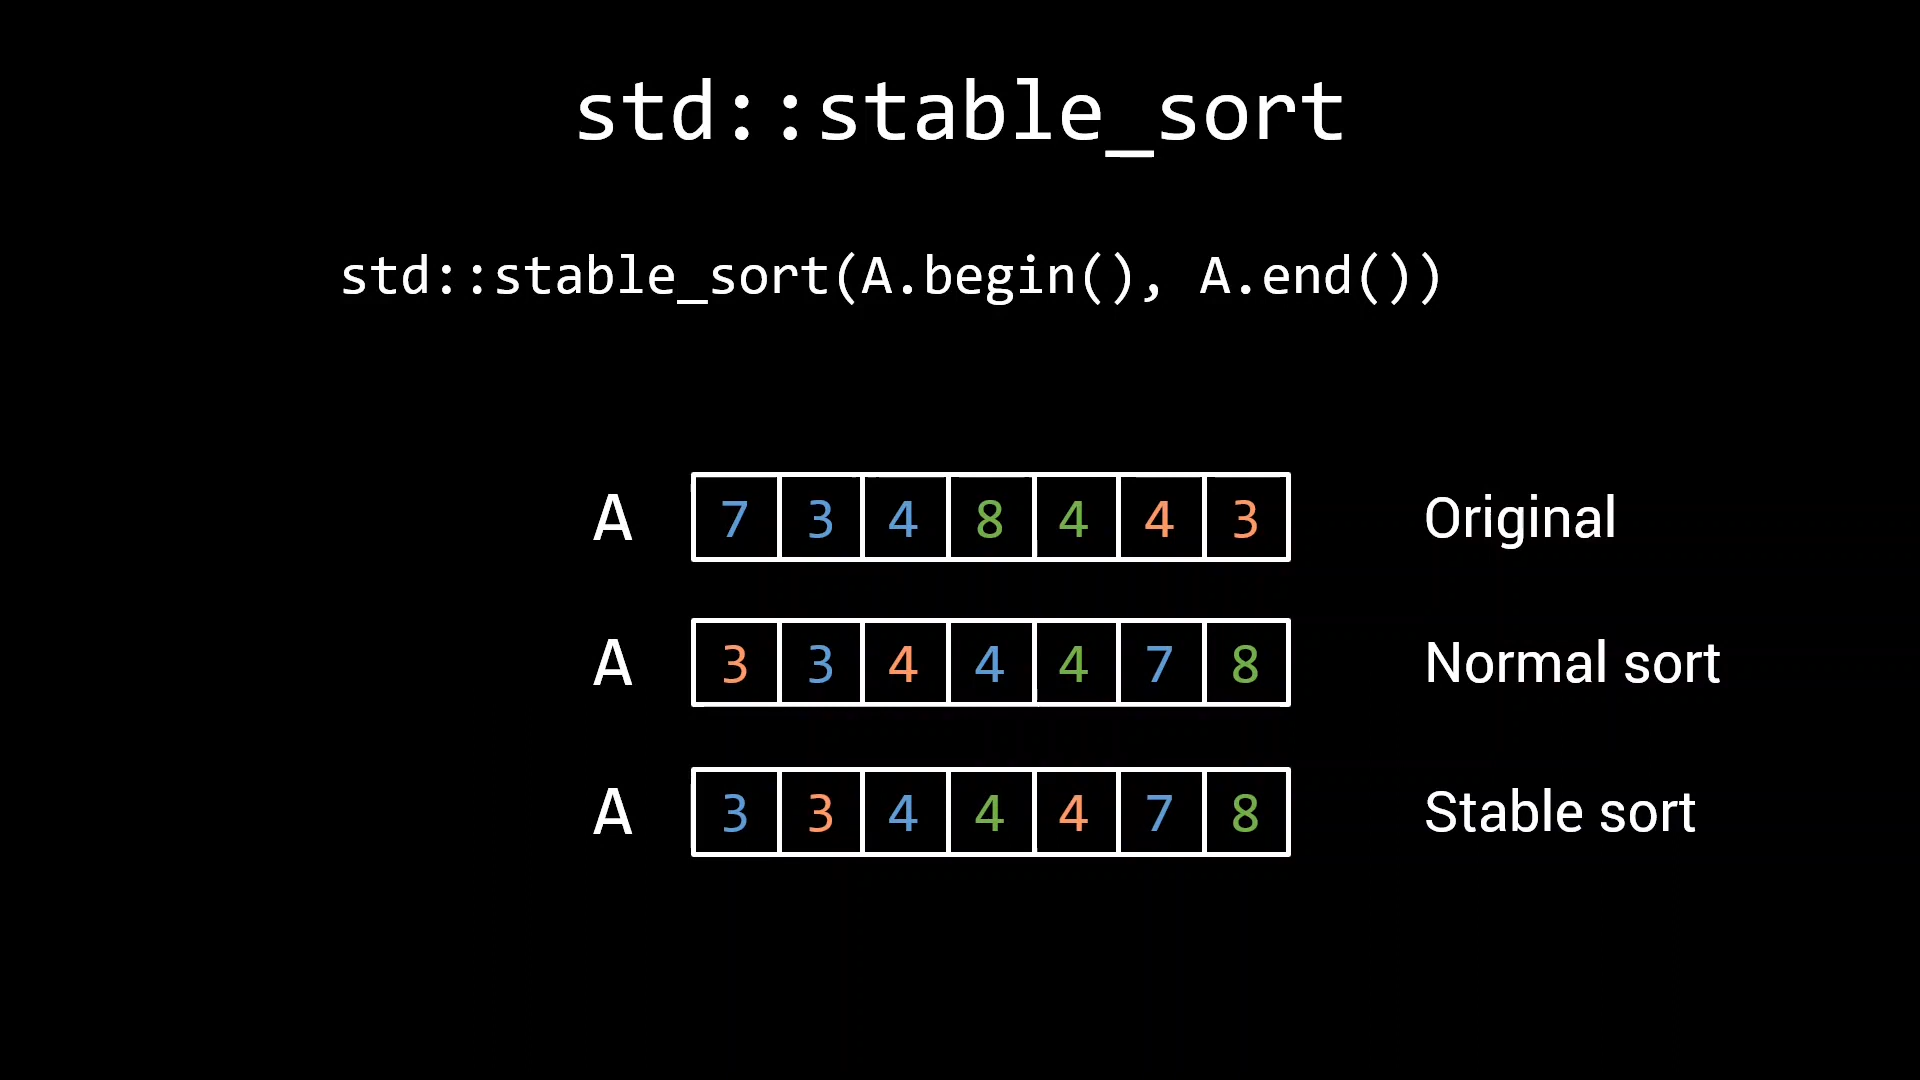 std::stable_sort
std::stable_sort(A.begin(), A.end())
A 7 3 4 8 4 4 3 Original
A 3 3 4 4 4 7 8 Normal sort
A 3 3 4 4 4 7 8 Stable sort